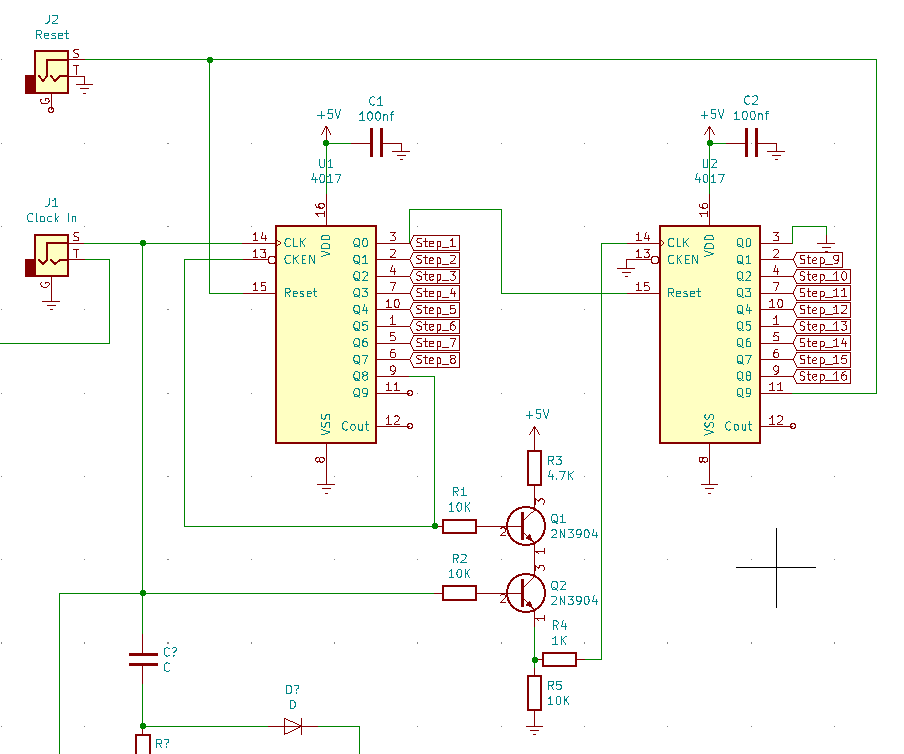 J2
Reset
S
T
G
J1
Clock In
S
T
G
+5V
C1
100nf
U1
4017
16
VDD
14
CLK
13
CKEN
15
Reset
Q0
3
Step_1
Q1
2
Step_2
Q2
4
Step_3
Q3
7
Step_4
Q4
10
Step_5
Q5
1
Step_6
Q6
5
Step_7
Q7
6
Step_8
Q8
9
Q9
11
Cout
12
VSS
8
+5V
C2
100nf
U2
4017
16
VDD
14
CLK
13
CKEN
15
Reset
Q0
3
Q1
2
Step_9
Q2
4
Step_10
Q3
7
Step_11
Q4
10
Step_12
Q5
1
Step_13
Q6
5
Step_14
Q7
6
Step_15
Q8
9
Step_16
Q9
11
Cout
12
VSS
8
+5V
R3
4.7K
R1
10K
3
2
1
Q1
2N3904
R2
10K
3
2
1
Q2
2N3904
R4
1K
R5
10K
C?
C
D?
D
R?